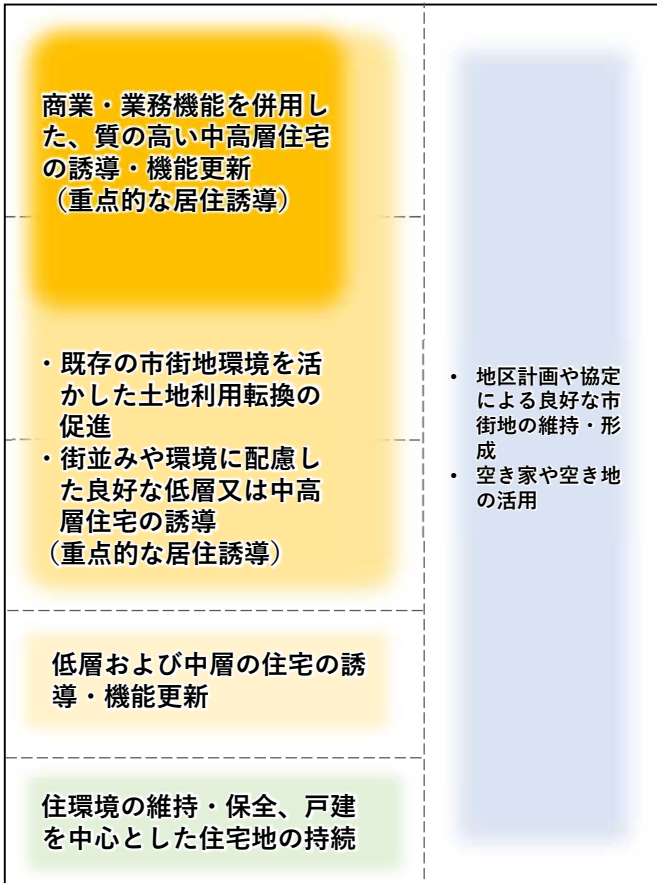 商業・業務機能を併用し
た、質の高い中高層住宅
の誘導・機能更新
（重点的な居住誘導）
・既存の市街地環境を活
かした土地利用転換の
促進
・街並みや環境に配慮し
た良好な低層又は中高
層住宅の誘導
（重点的な居住誘導）
低層および中層の住宅の誘
導・機能更新
住環境の維持・保全、戸建
を中心とした住宅地の持続
• 地区計画や協定
による良好な市
街地の維持・形
成
• 空き家や空き地
の活用